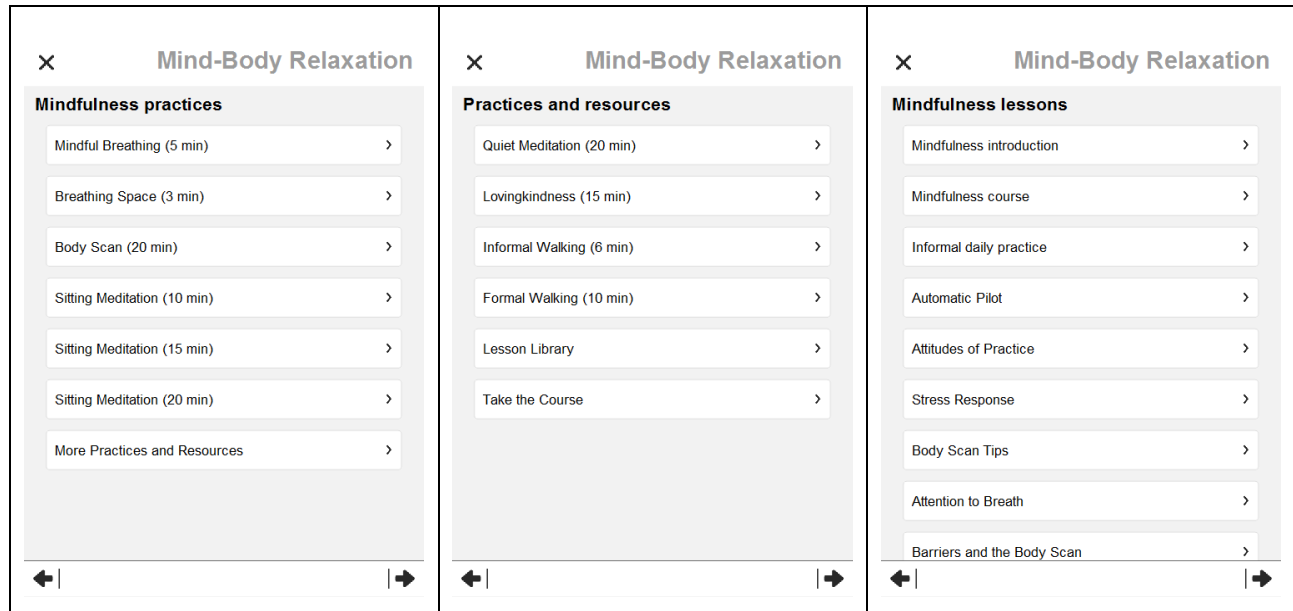 Mind-Body Relaxation
Mindfulness practices
Mindful Breathing (5 min)
Breathing Space (3 min)
Body Scan (20 min)
Sitting Meditation (10 min)
Sitting Meditation (15 min)
Sitting Meditation (20 min)
More Practices and Resources
Mind-Body Relaxation
Practices and resources
Quiet Meditation (20 min)
Lovingkindness (15 min)
Informal Walking (6 min)
Formal Walking (10 min)
Lesson Library
Take the Course
Mind-Body Relaxation
Mindfulness lessons
Mindfulness introduction
Mindfulness course
Informal daily practice
Automatic Pilot
Attitudes of Practice
Stress Response
Body Scan Tips
Attention to Breath
Barriers and the Body Scan